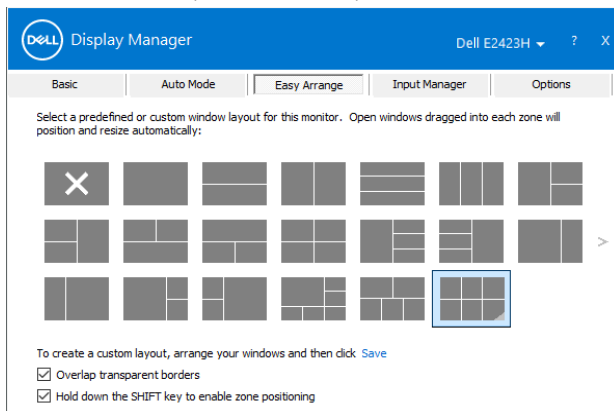 DELL Display Manager Dell E2423H ? X
Basic Auto Mode Easy Arrange Input Manager Options
Select a predefined or custom window layout for this monitor. Open windows dragged into each zone will
position and resize automatically:
>
To create a custom layout, arrange your windows and then click Save
Overlap transparent borders
Hold down the SHIFT key to enable zone positioning